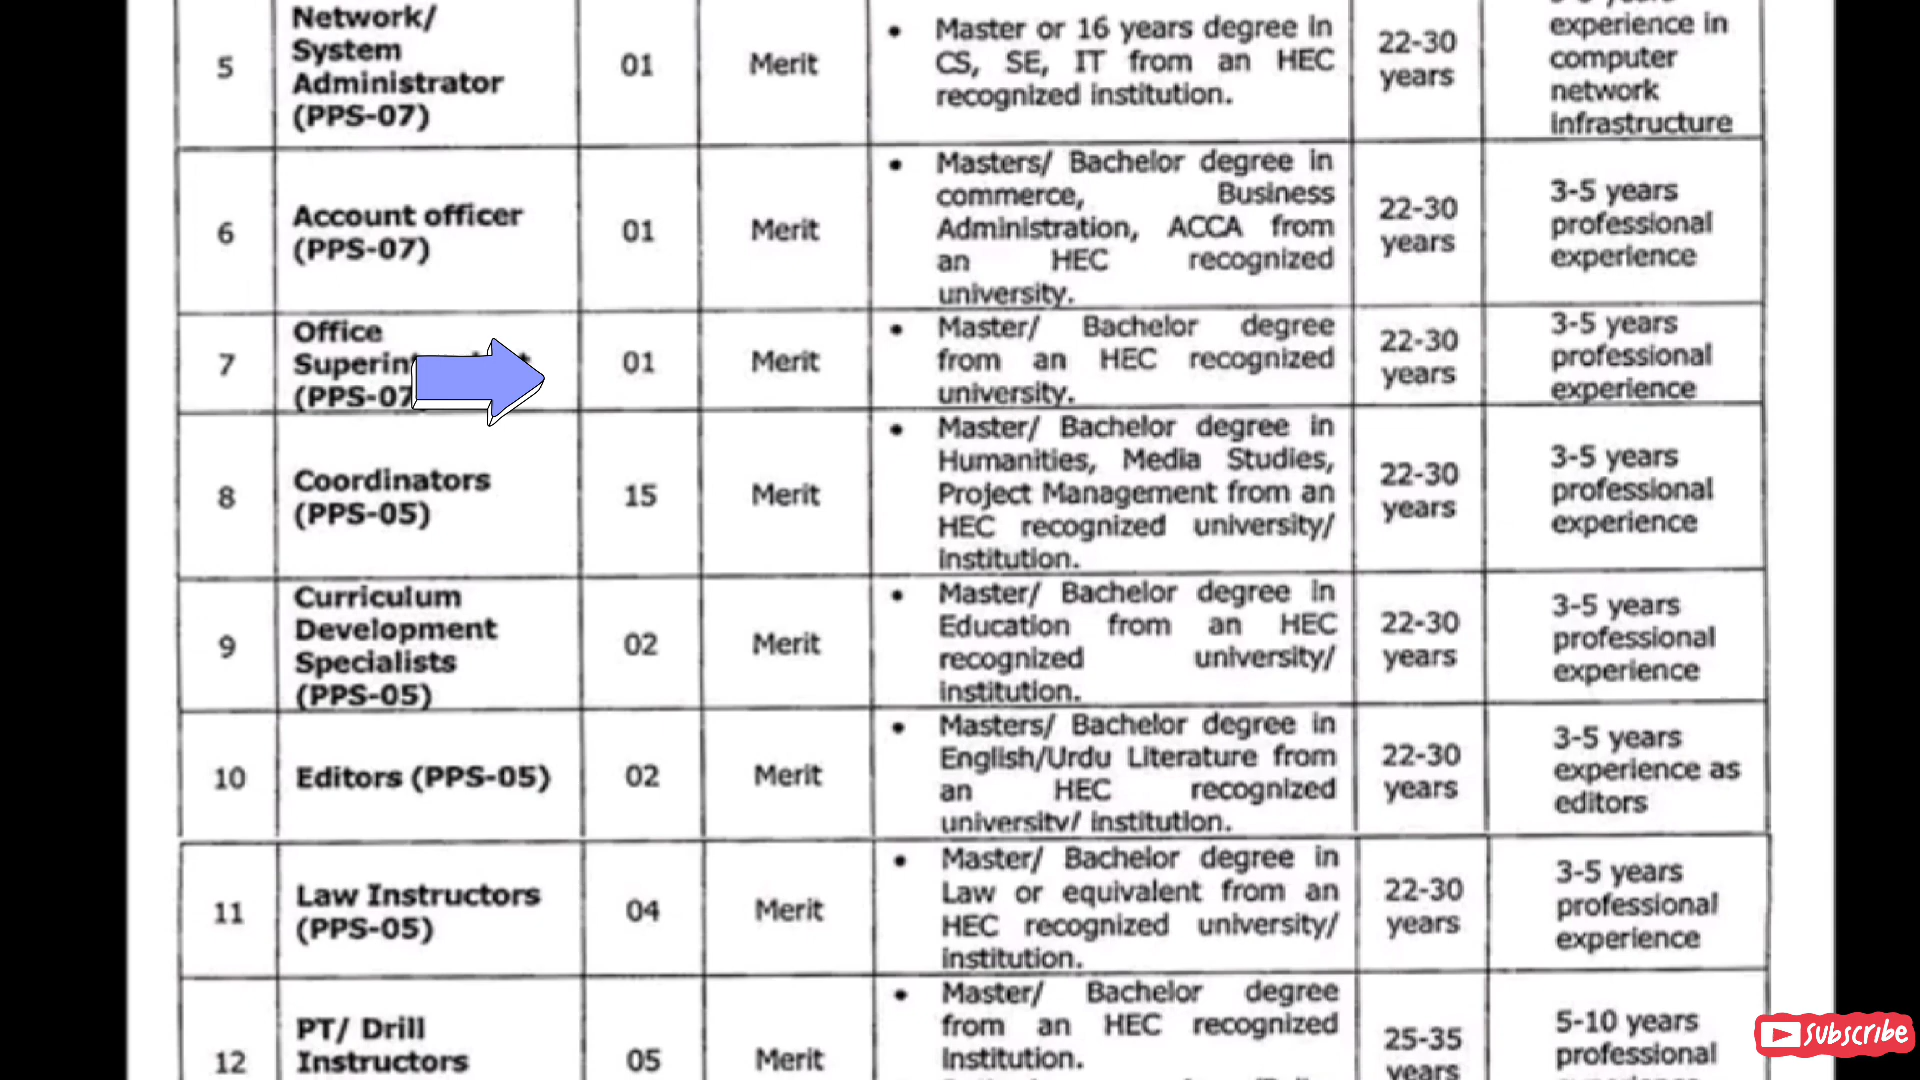 5
Network/
System
Administrator
(PPS-07)
01
Merit
• Master or 16 years degree in
CS, SE, IT from an HEC
recognized institution.
22-30
years
experience in
computer
network
infrastructure
6
Account officer
(PPS-07)
01
Merit
• Masters/ Bachelor degree in
commerce, Business
Administration, ACCA from
an HEC recognized
university.
22-30
years
3-5 years
professional
experience
7
Office
(PPS-07
01
Merit
• Master/ Bachelor degree
from an HEC recognized
university.
22-30
years
3-5 years
professional
experience
8
Coordinators
(PPS-05)
15
Merit
• Master/ Bachelor degree in
Humanities, Media Studies,
Project Management from an
HEC recognized university/
institution.
22-30
years
3-5 years
professional
experience
9
Curriculum
Development
Specialists
(PPS-05)
02
Merit
• Master/ Bachelor degree in
Education from an HEC
recognized university/
institution.
22-30
years
3-5 years
professional
experience
10
Editors (PPS-05)
02
Merit
• Masters/ Bachelor degree in
English/Urdu Literature from
an HEC recognized
university/ institution.
22-30
years
3-5 years
experience as
editors
11
Law Instructors
(PPS-05)
04
Merit
• Master/ Bachelor degree in
Law or equivalent from an
HEC recognized university/
institution.
22-30
years
3-5 years
professional
experience
12
PT/ Drill
Instructors
05
Merit
• Master/ Bachelor degree
from an HEC recognized
Institution.
25-35
years
5-10 years
professional
Subscribe